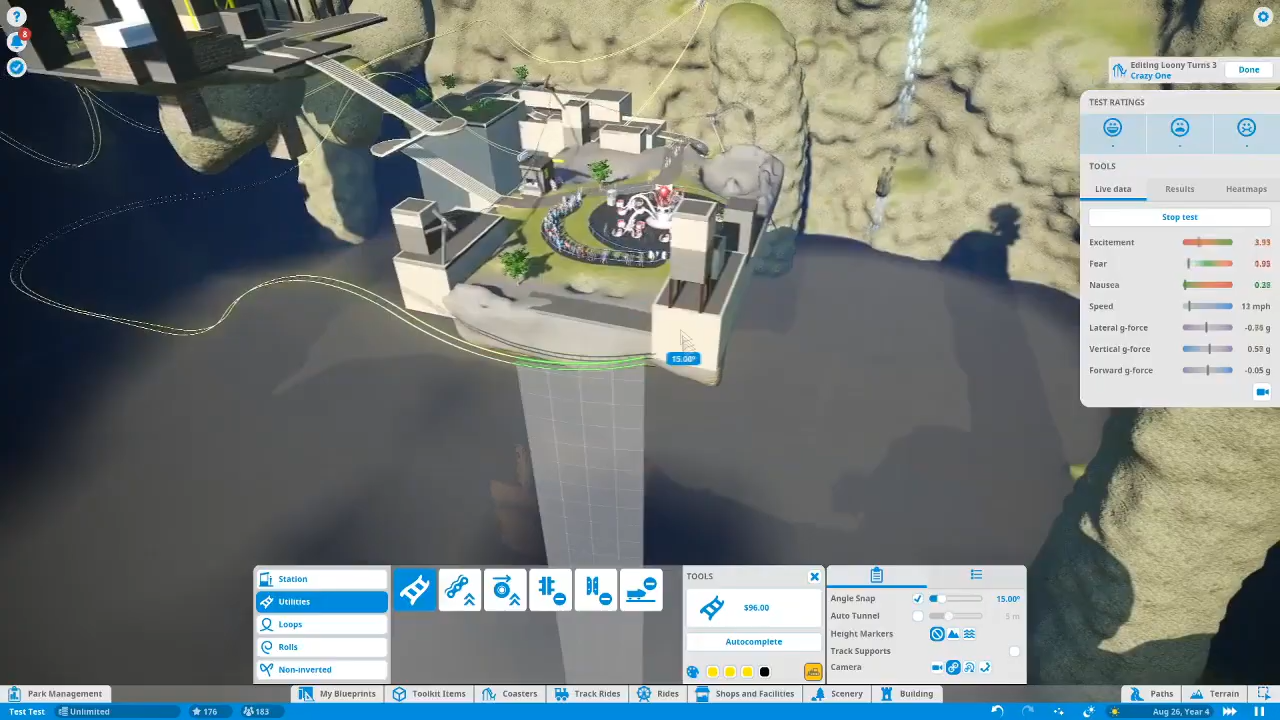 ?
8
Editing Loony Turns 3
Crazy One
Done
TEST RATINGS
- - -
TOOLS
Live data Results Heatmaps
Stop test
Excitement 3.93
Fear 0.95
Nausea 0.28
Speed 13 mph
Lateral g-force -0.36 g
Vertical g-force 0.53 g
Forward g-force -0.05 g
15.00°
Station
Utilities
Loops
Rolls
Non-inverted
TOOLS
$96.00
Autocomplete
Angle Snap 15.00°
Auto Tunnel 3 m
Height Markers
Track Supports
Camera
Park Management My Blueprints Toolkit Items Coasters Track Rides Rides Shops and Facilities Scenery Building Paths Terrain
Test Test Unlimited 176 183 Aug 26, Year 4